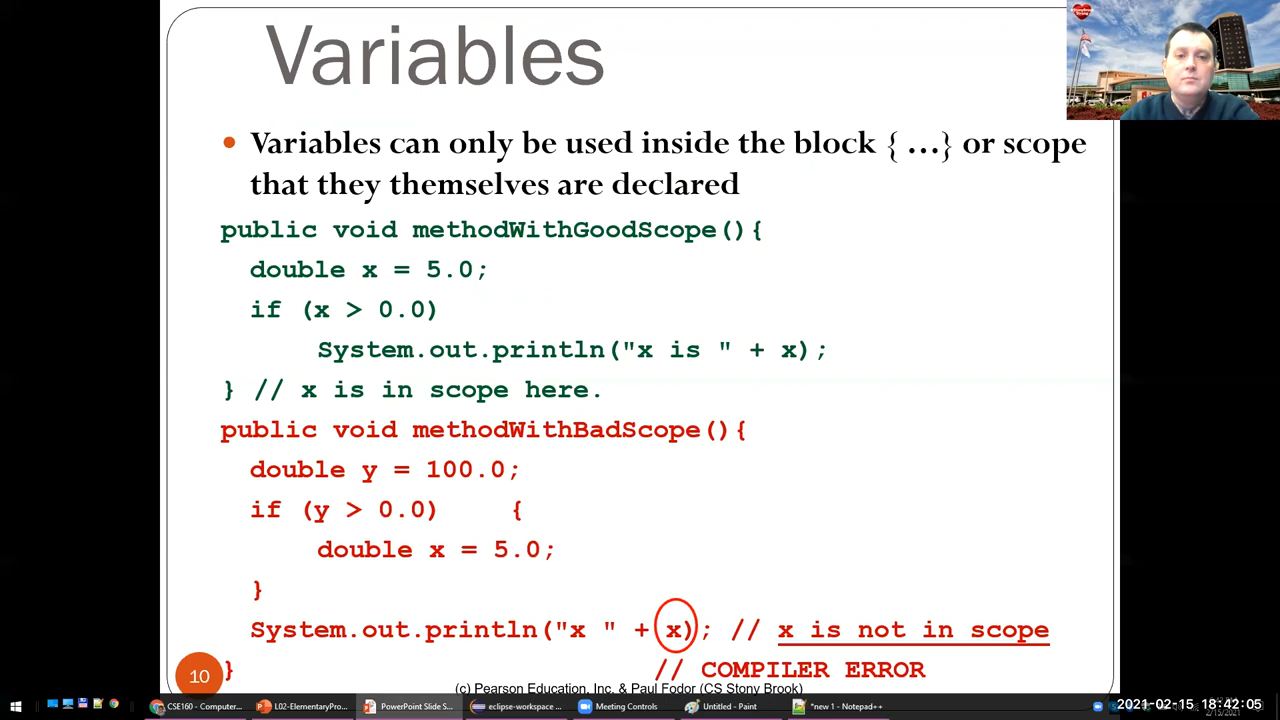 Variables
• Variables can only be used inside the block { …} or scope
that they themselves are declared
public void methodWithGoodScope(){
double x = 5.0;
if (x > 0.0)
System.out.println("x is " + x);
} // x is in scope here.
public void methodWithBadScope(){
double y = 100.0;
if (y > 0.0) {
double x = 5.0;
}
System.out.println("x " + x); // x is not in scope
} // COMPILER ERROR
10
(c) Pearson Education, Inc. & Paul Fodor (CS Stony Brook)
CSE160 - Computer... L02-ElementaryPro... PowerPoint Slide S... eclipse-workspace ... Meeting Controls Untitled - Paint *new 1 - Notepad++ 2021-02-15 18:42:05